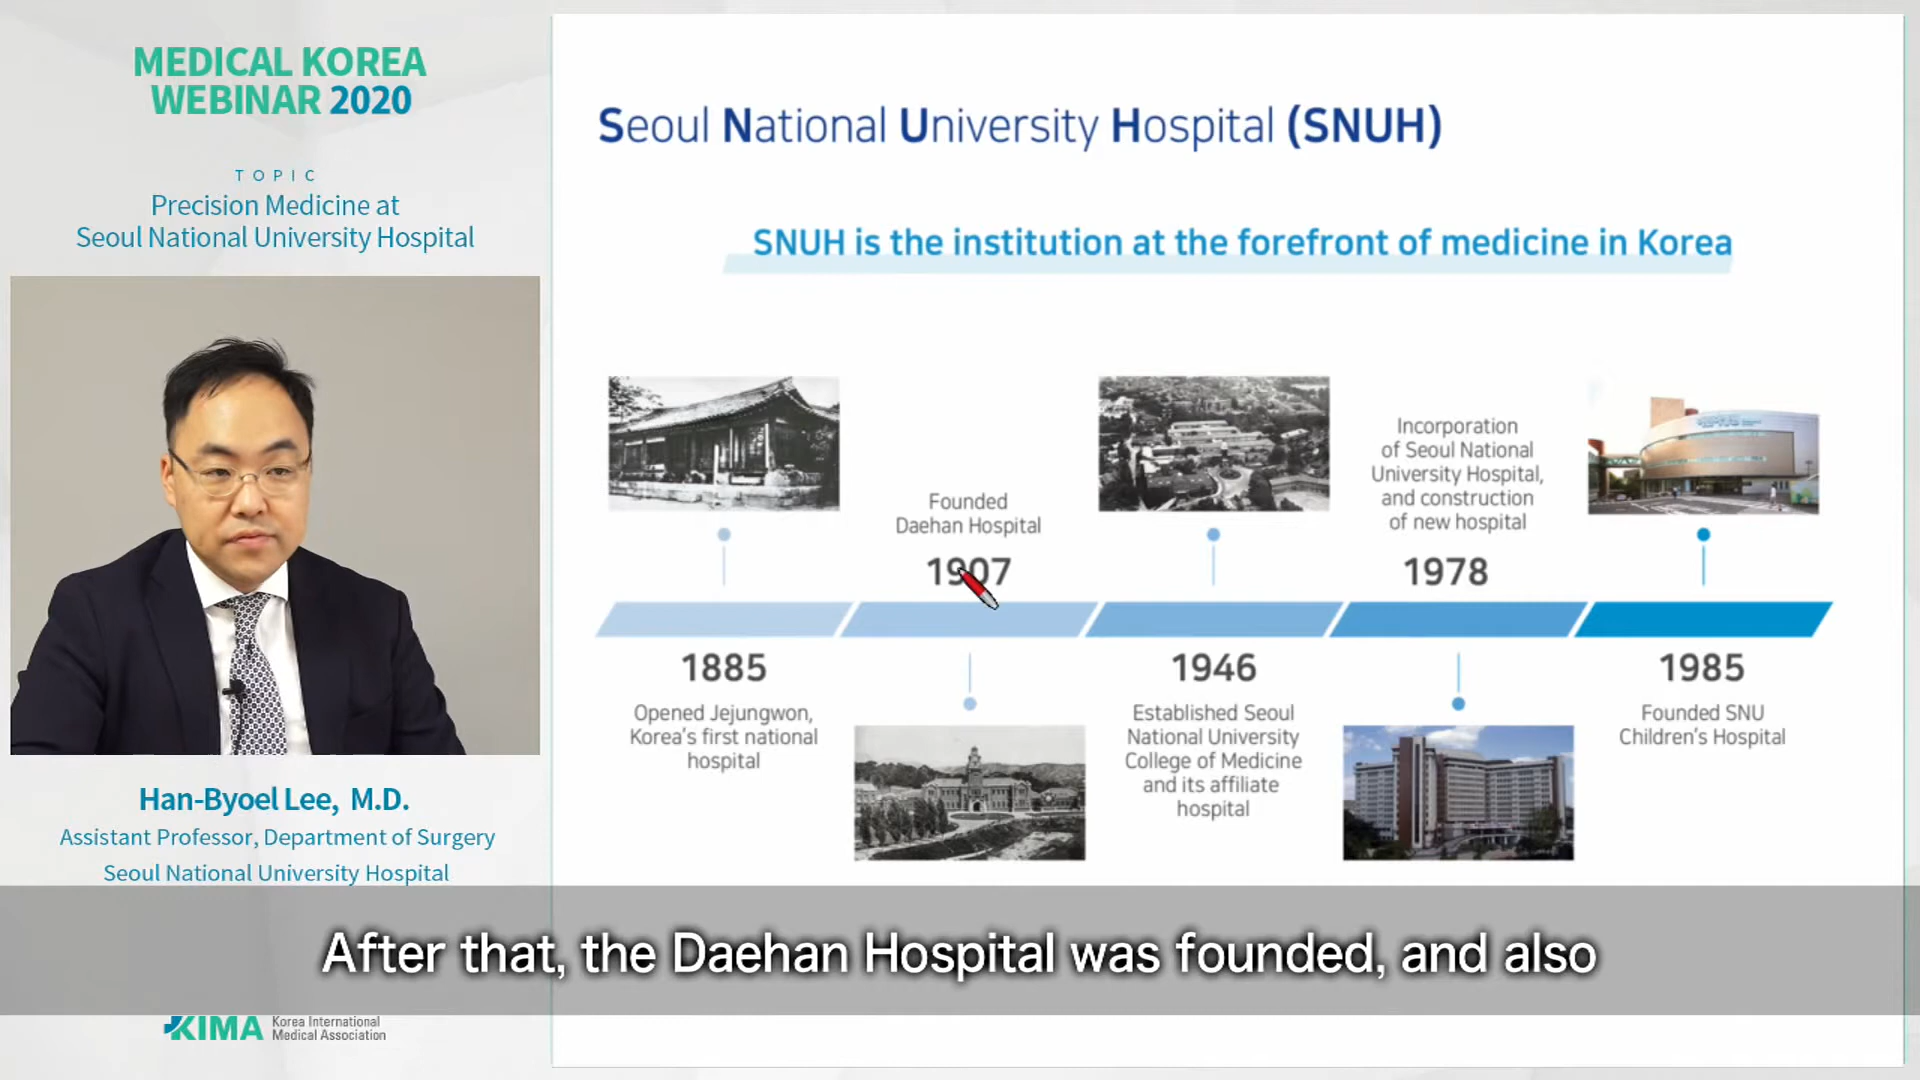 MEDICAL KOREA
WEBINAR 2020
TOPIC
Precision Medicine at
Seoul National University Hospital
Han-Byoel Lee, M.D.
Assistant Professor, Department of Surgery
Seoul National University Hospital
Seoul National University Hospital (SNUH)
SNUH is the institution at the forefront of medicine in Korea
1885
Opened Jejungwon,
Korea's first national
hospital
Founded
Daehan Hospital
1907
1946
Established Seoul
National University
College of Medicine
and its affiliate
hospital
Incorporation
of Seoul National
University Hospital,
and construction
of new hospital
1978
1985
Founded SNU
Children's Hospital
After that, the Daehan Hospital was founded, and also
KIMA
Korea International
Medical Association